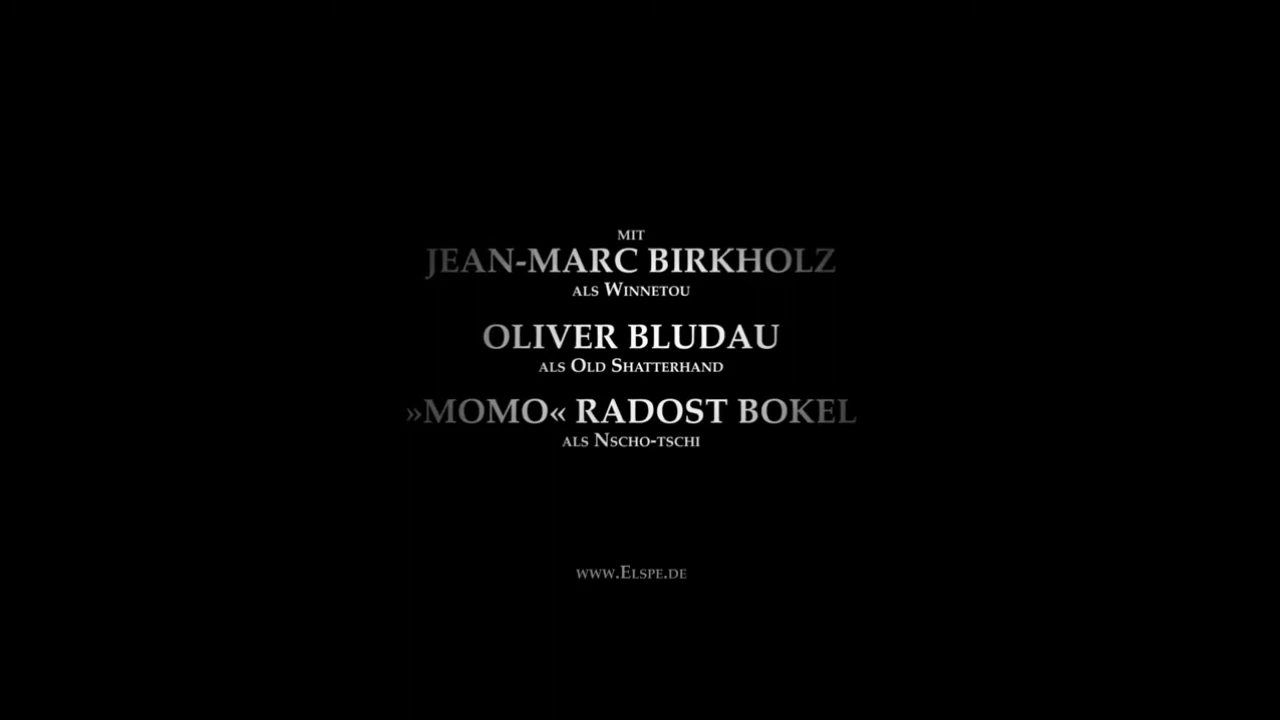 MIT
JEAN-MARC BIRKHOLZ
ALS WINNETOU
OLIVER BLUDAU
ALS OLD SHATTERHAND
»MOMO« RADOST BOKEL
ALS NSCHO-TSCHI
WWW.ELSPE.DE